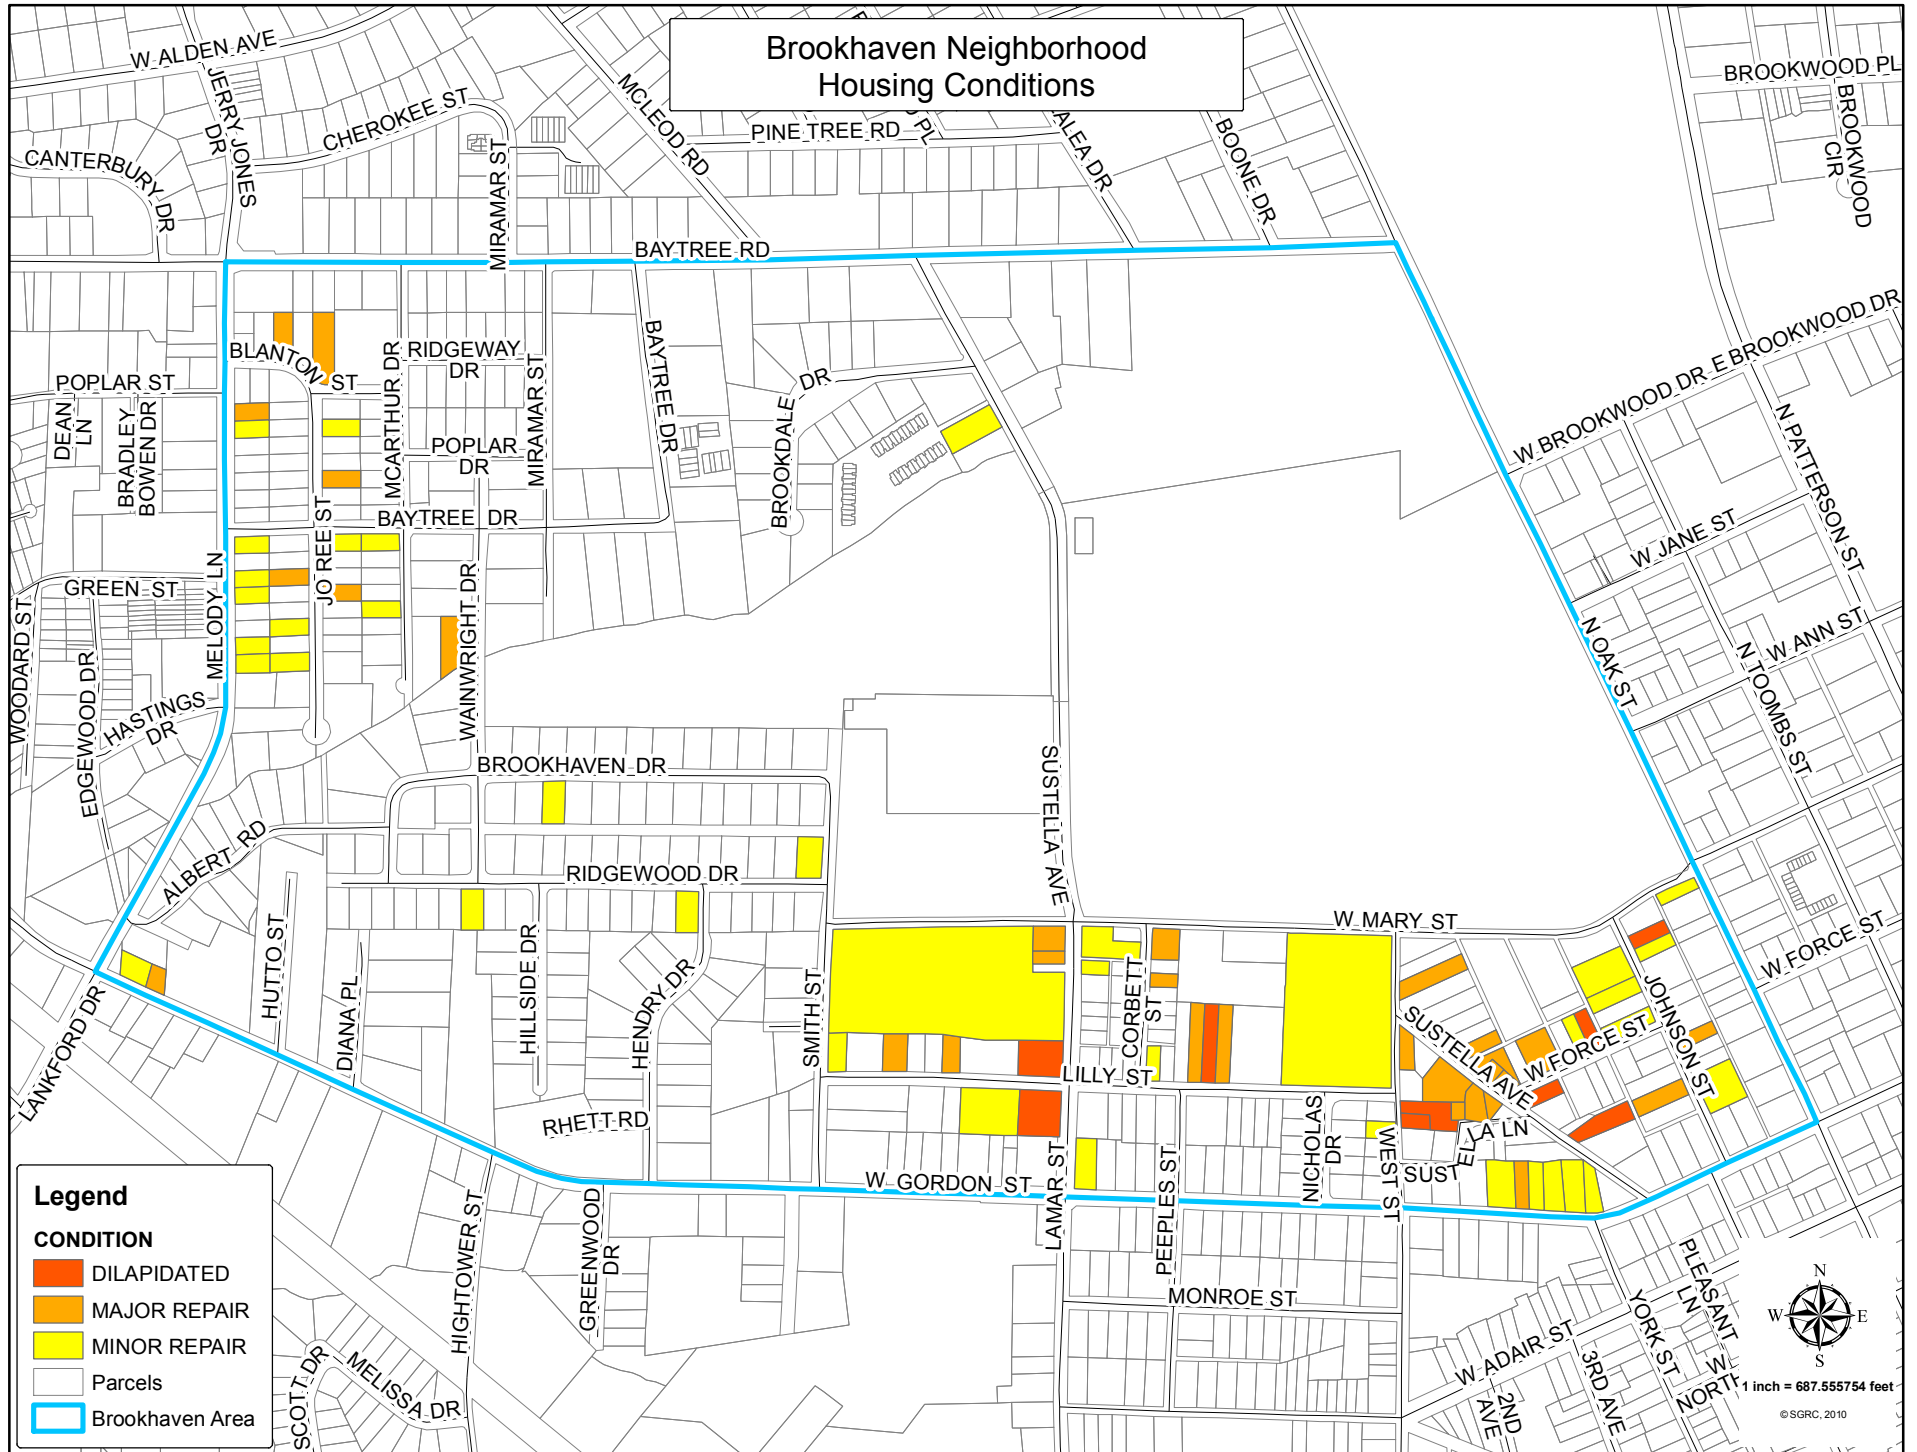 Brookhaven Neighborhood
Housing Conditions
W ALDEN AVE
JERRY JONES
DR
CHEROKEE ST
CANTERBURY DR
MIRAMAR ST
MCLEOD RD
PINE TREE RD
PL
ALEA DR
BOONE DR
BROOKWOOD PL
BROOKWOOD
CIR
BAYTREE RD
BLANTON ST
MCARTHUR DR
RIDGEWAY
DR
MIRAMAR ST
BAYTREE DR
BROOKDALE DR
POPLAR ST
DEAN
LN
BRADLEY
BOWEN DR
POPLAR
DR
BAYTREE DR
JO REE ST
MELODY LN
GREEN ST
WOODARD ST
EDGEWOOD DR
HASTINGS
DR
WAINWRIGHT DR
W BROOKWOOD DR
E BROOKWOOD DR
N PATTERSON ST
W JANE ST
W ANN ST
N OAK ST
N TOOMBS ST
BROOKHAVEN DR
SUSTELLA AVE
ALBERT RD
RIDGEWOOD DR
HUTTO ST
DIANA PL
HILLSIDE DR
HENDRY DR
SMITH ST
W MARY ST
CORBETT
ST
LILLY ST
SUSTELLA AVE
W FORCE ST
JOHNSON ST
W FORCE ST
LANKFORD DR
RHETT RD
W GORDON ST
LAMAR ST
PEEPLES ST
NICHOLAS
DR
WEST ST
SUST
ELLA LN
HIGHTOWER ST
GREENWOOD
DR
MONROE ST
W ADAIR ST
2ND
AVE
3RD AVE
YORK ST
PLEASANT
LN
W
NORTH
SCOTT DR
MELISSA DR
Legend
CONDITION
DILAPIDATED
MAJOR REPAIR
MINOR REPAIR
Parcels
Brookhaven Area
N
W
E
S
1 inch = 687.555754 feet
© SGRC, 2010